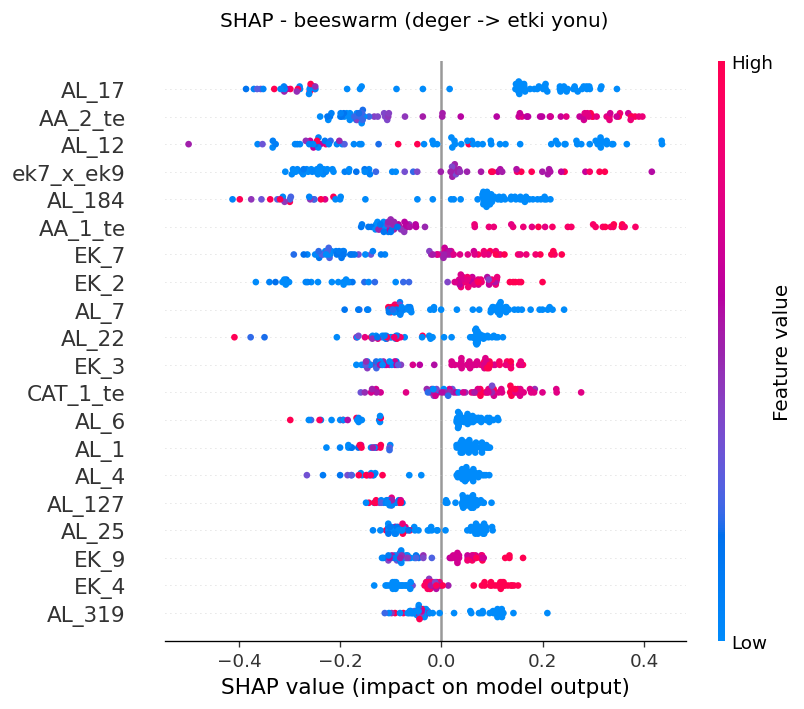 SHAP - beeswarm (deger -> etki yonu)
High
AL_17
AA_2_te
AL_12
ek7_x_ek9
AL_184
AA_1_te
EK_7
EK_2
AL_7
AL_22
EK_3
CAT_1_te
AL_6
AL_1
AL_4
AL_127
AL_25
EK_9
EK_4
AL_319
Feature value
Low
−0.4 −0.2 0.0 0.2 0.4
SHAP value (impact on model output)